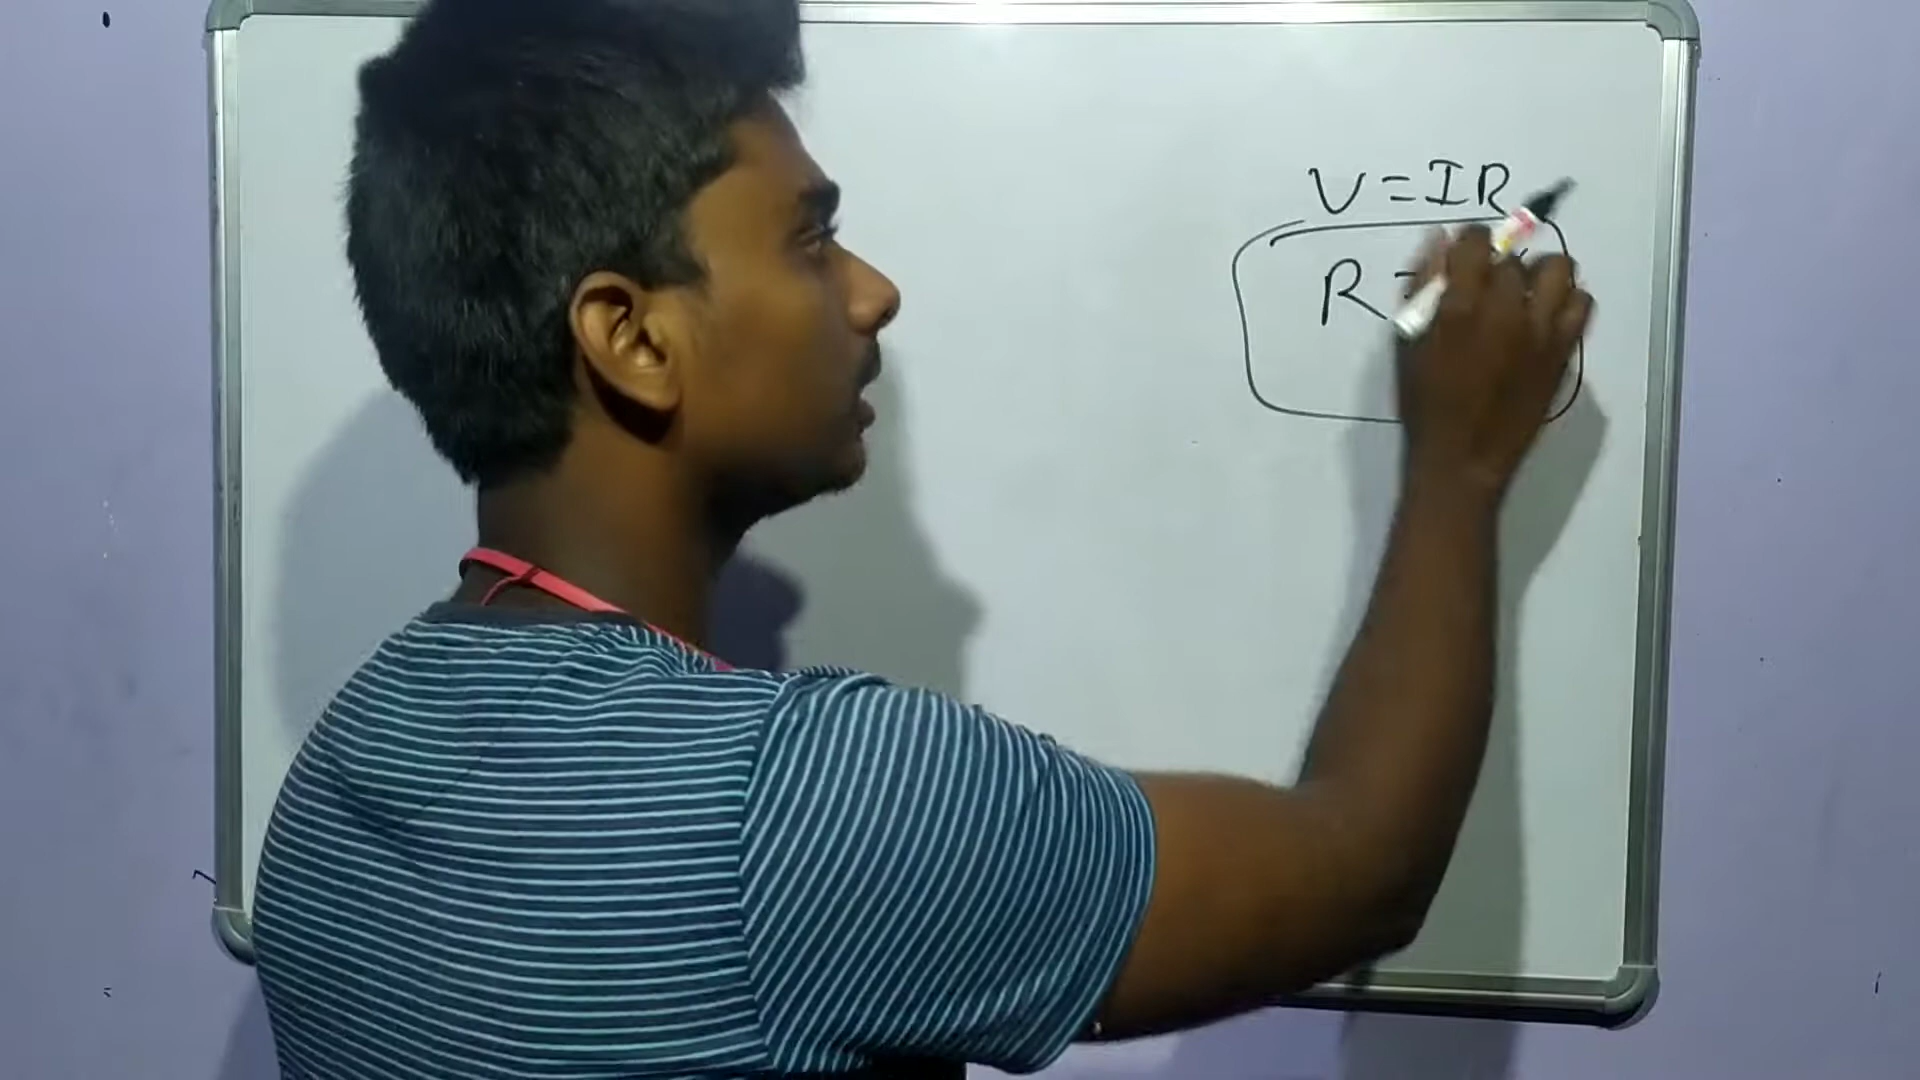 V = IR
R =